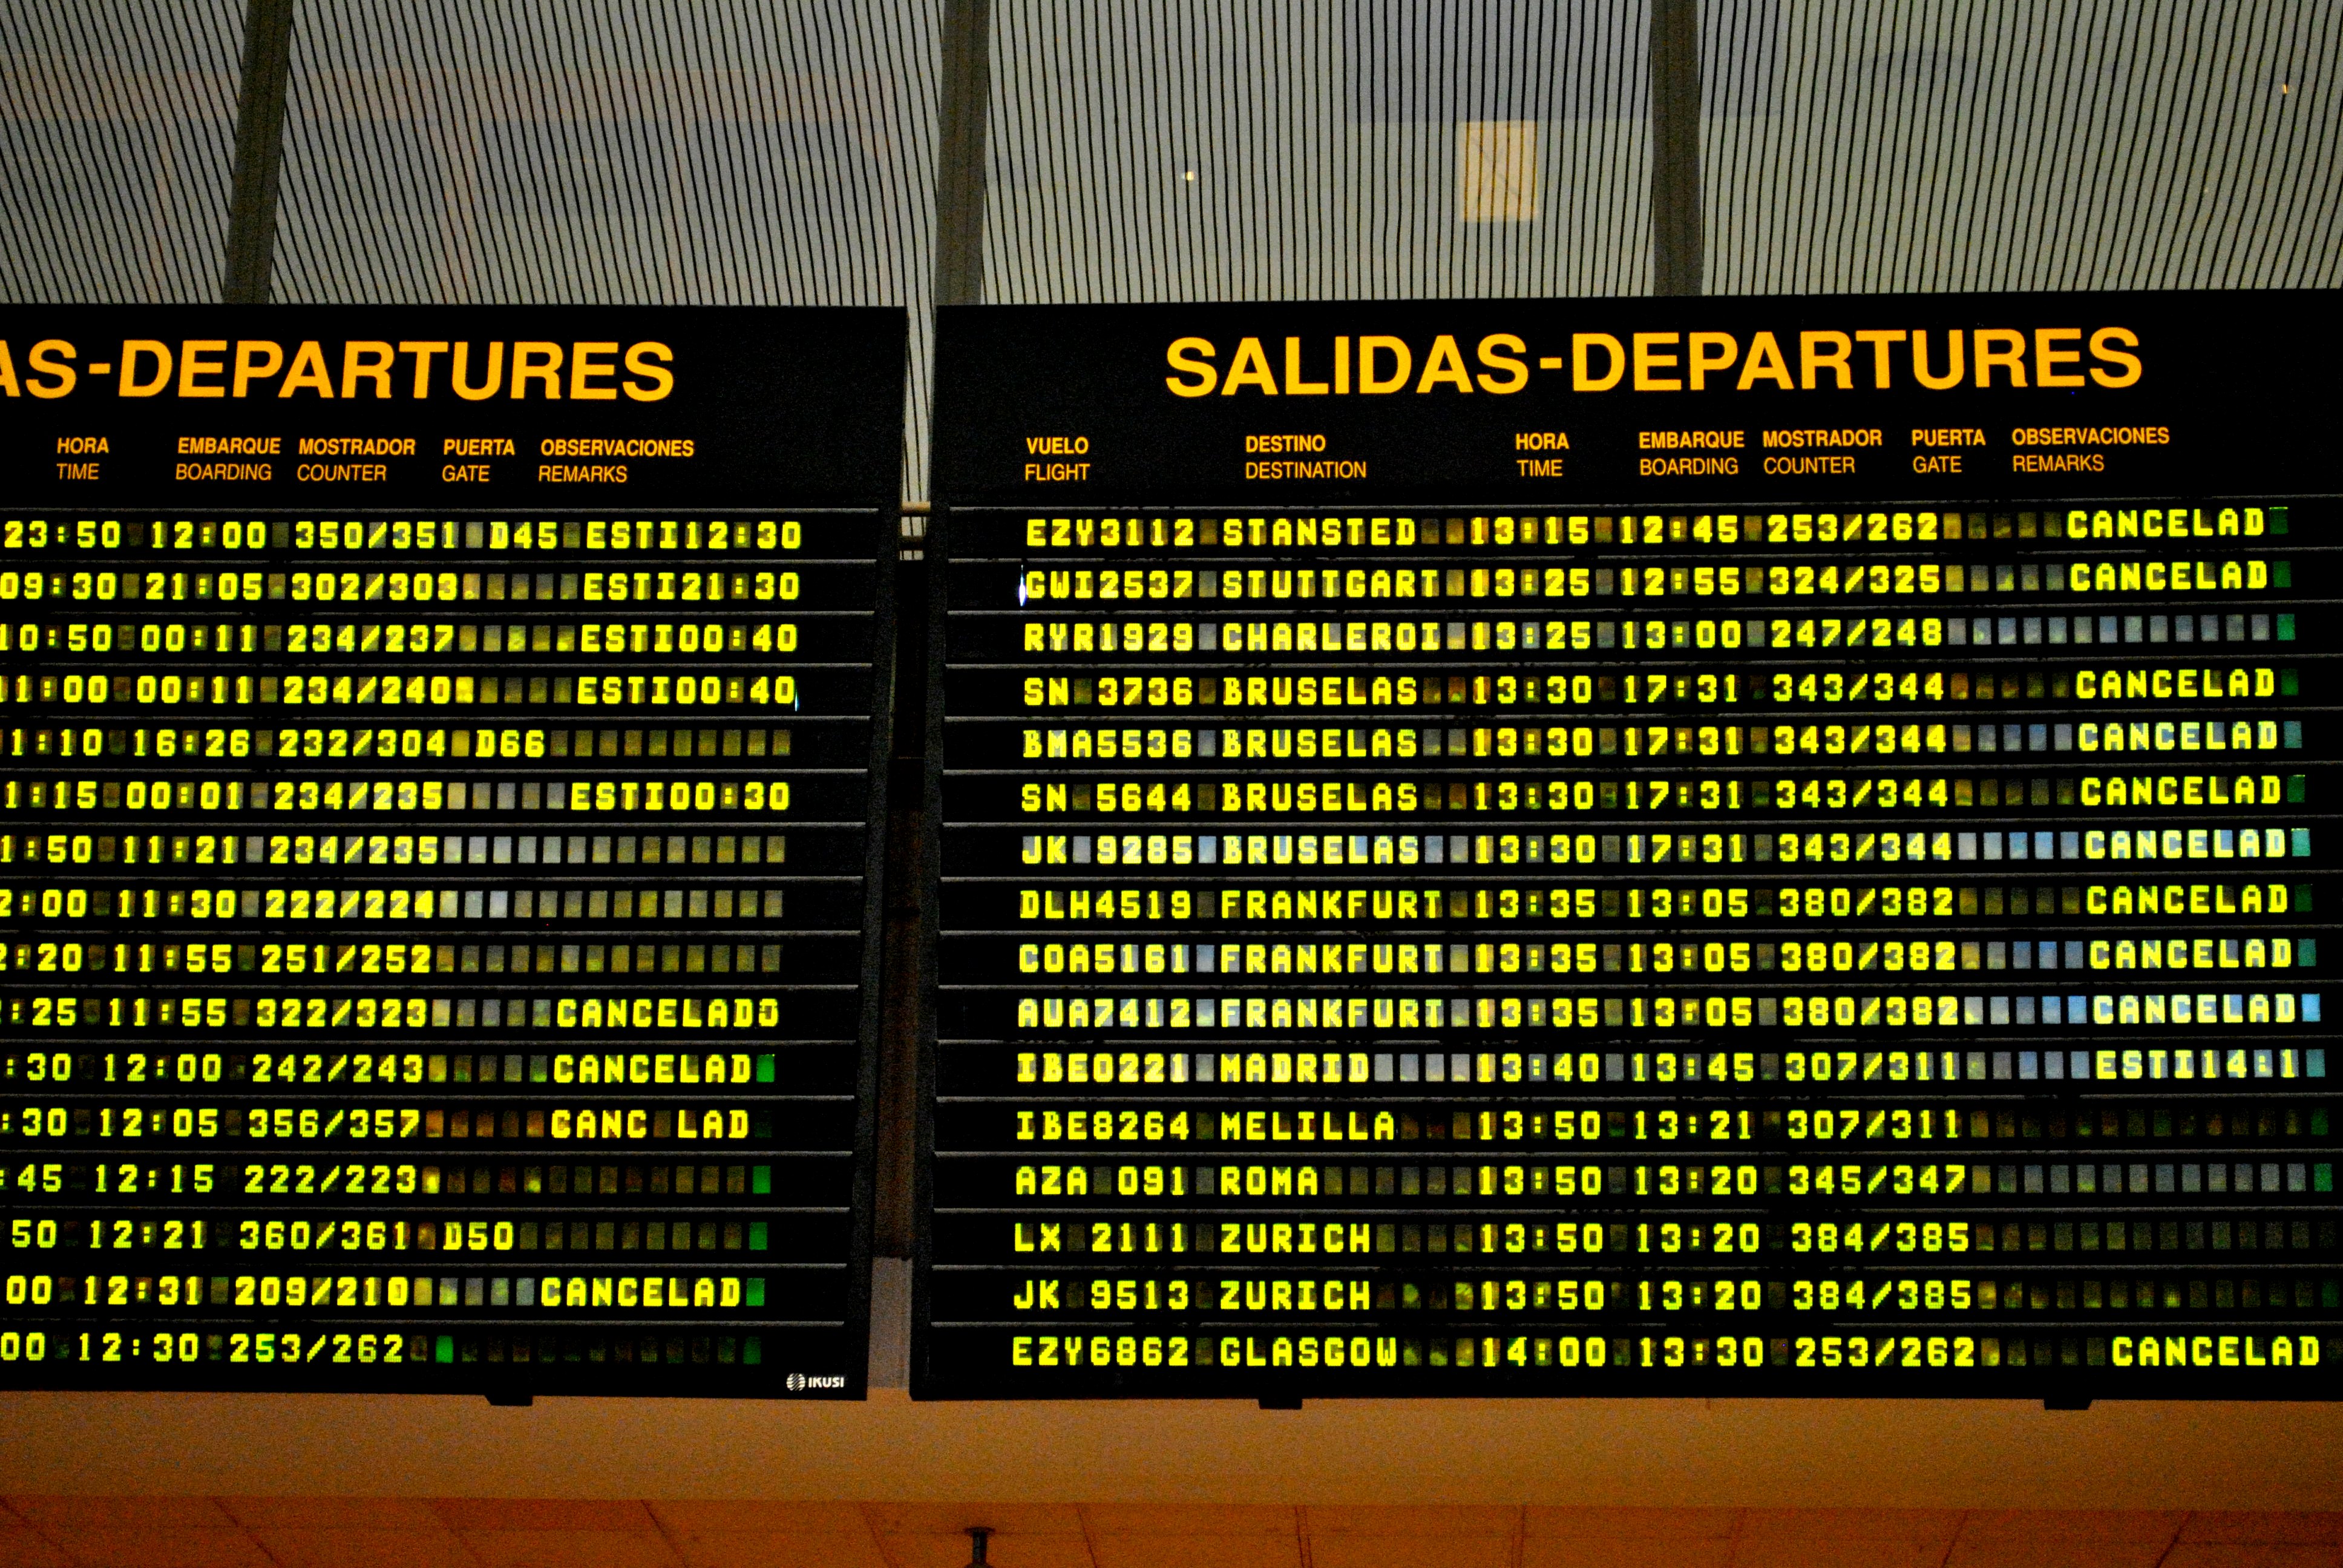 AS-DEPARTURES
HORA EMBARQUE MOSTRADOR PUERTA OBSERVACIONES
TIME BOARDING COUNTER GATE REMARKS
23:50 12:00 350/351 D45 ESTI12:30
09:30 21:05 302/303 ESTI21:30
10:50 00:11 234/237 ESTI00:40
11:00 00:11 234/240 ESTI00:40
1:10 16:26 232/304 D66
1:15 00:01 234/235 ESTI00:30
1:50 11:21 234/235
2:00 11:30 222/224
2:20 11:55 251/252
:25 11:55 322/323 CANCELADO
:30 12:00 242/243 CANCELAD
:30 12:05 356/357 CANC LAD
:45 12:15 222/223
50 12:21 360/361 D50
00 12:31 209/210 CANCELAD
00 12:30 253/262
IKUSI
SALIDAS-DEPARTURES
VUELO DESTINO HORA EMBARQUE MOSTRADOR PUERTA OBSERVACIONES
FLIGHT DESTINATION TIME BOARDING COUNTER GATE REMARKS
EZY3112 STANSTED 13:15 12:45 253/262 CANCELAD
GWI2537 STUTTGART 13:25 12:55 324/325 CANCELAD
RYR1929 CHARLEROI 13:25 13:00 247/248
SN 3736 BRUSELAS 13:30 17:31 343/344 CANCELAD
BMA5536 BRUSELAS 13:30 17:31 343/344 CANCELAD
SN 5644 BRUSELAS 13:30 17:31 343/344 CANCELAD
JK 9285 BRUSELAS 13:30 17:31 343/344 CANCELAD
DLH4519 FRANKFURT 13:35 13:05 380/382 CANCELAD
COA5161 FRANKFURT 13:35 13:05 380/382 CANCELAD
AUA7412 FRANKFURT 13:35 13:05 380/382 CANCELAD
IBE0221 MADRID 13:40 13:45 307/311 ESTI14:1
IBE8264 MELILLA 13:50 13:21 307/311
AZA 091 ROMA 13:50 13:20 345/347
LX 2111 ZURICH 13:50 13:20 384/385
JK 9513 ZURICH 13:50 13:20 384/385
EZY6862 GLASGOW 14:00 13:30 253/262 CANCELAD